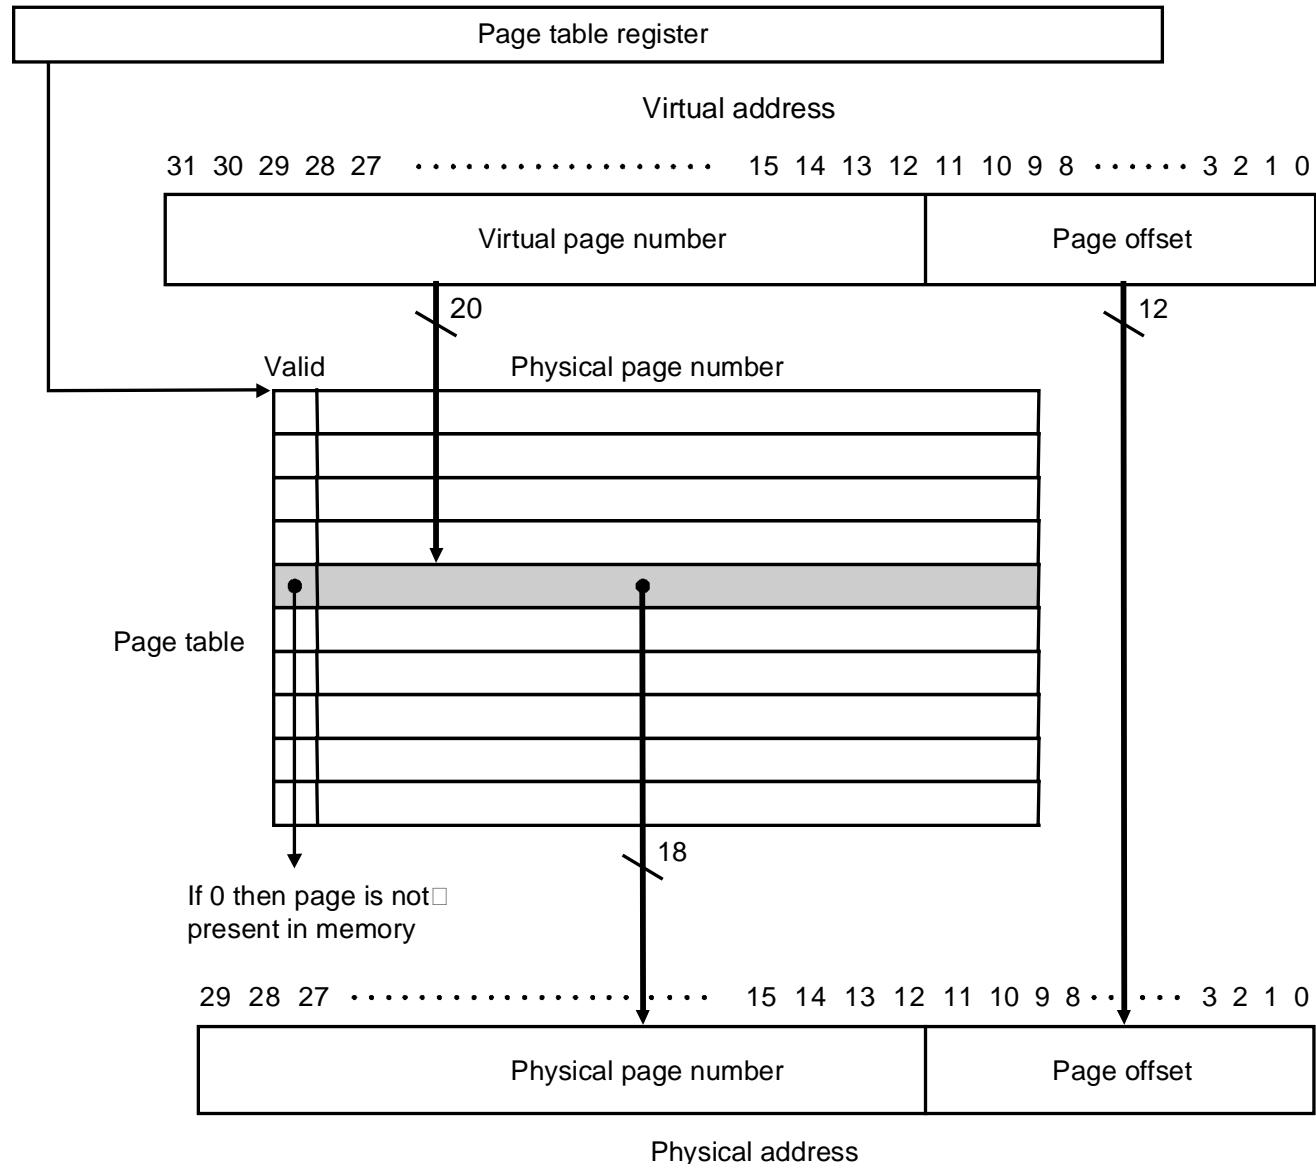 Page table register
Virtual address
31 30 29 28 27 ················· 15 14 13 12 11 10 9 8 ······ 3 2 1 0
Virtual page number Page offset
20 12
Valid Physical page number
Page table
18
If 0 then page is not□
present in memory
29 28 27 ····················· 15 14 13 12 11 10 9 8 ······ 3 2 1 0
Physical page number Page offset
Physical address